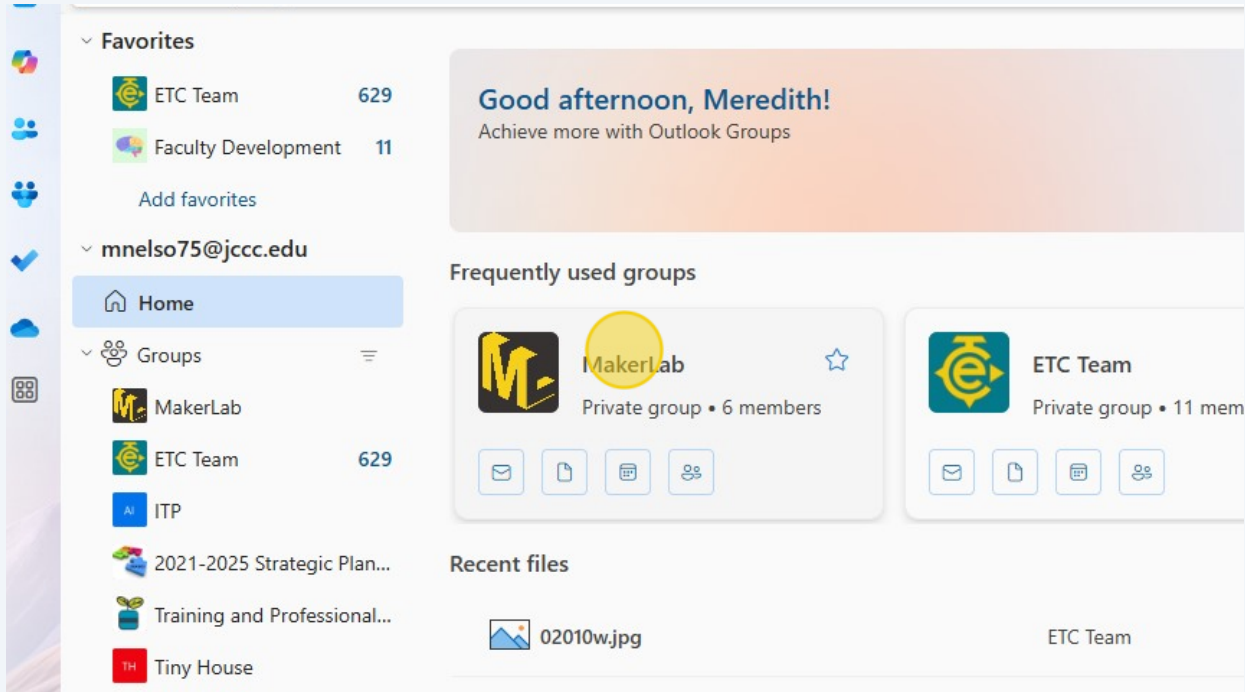 Favorites
ETC Team 629
Faculty Development 11
Add favorites
mnelso75@jccc.edu
Home
Groups
MakerLab
ETC Team 629
AI ITP
2021-2025 Strategic Plan...
Training and Professional...
TH Tiny House
Good afternoon, Meredith!
Achieve more with Outlook Groups
Frequently used groups
MakerLab
Private group • 6 members
ETC Team
Private group • 11 mem
Recent files
02010w.jpg ETC Team